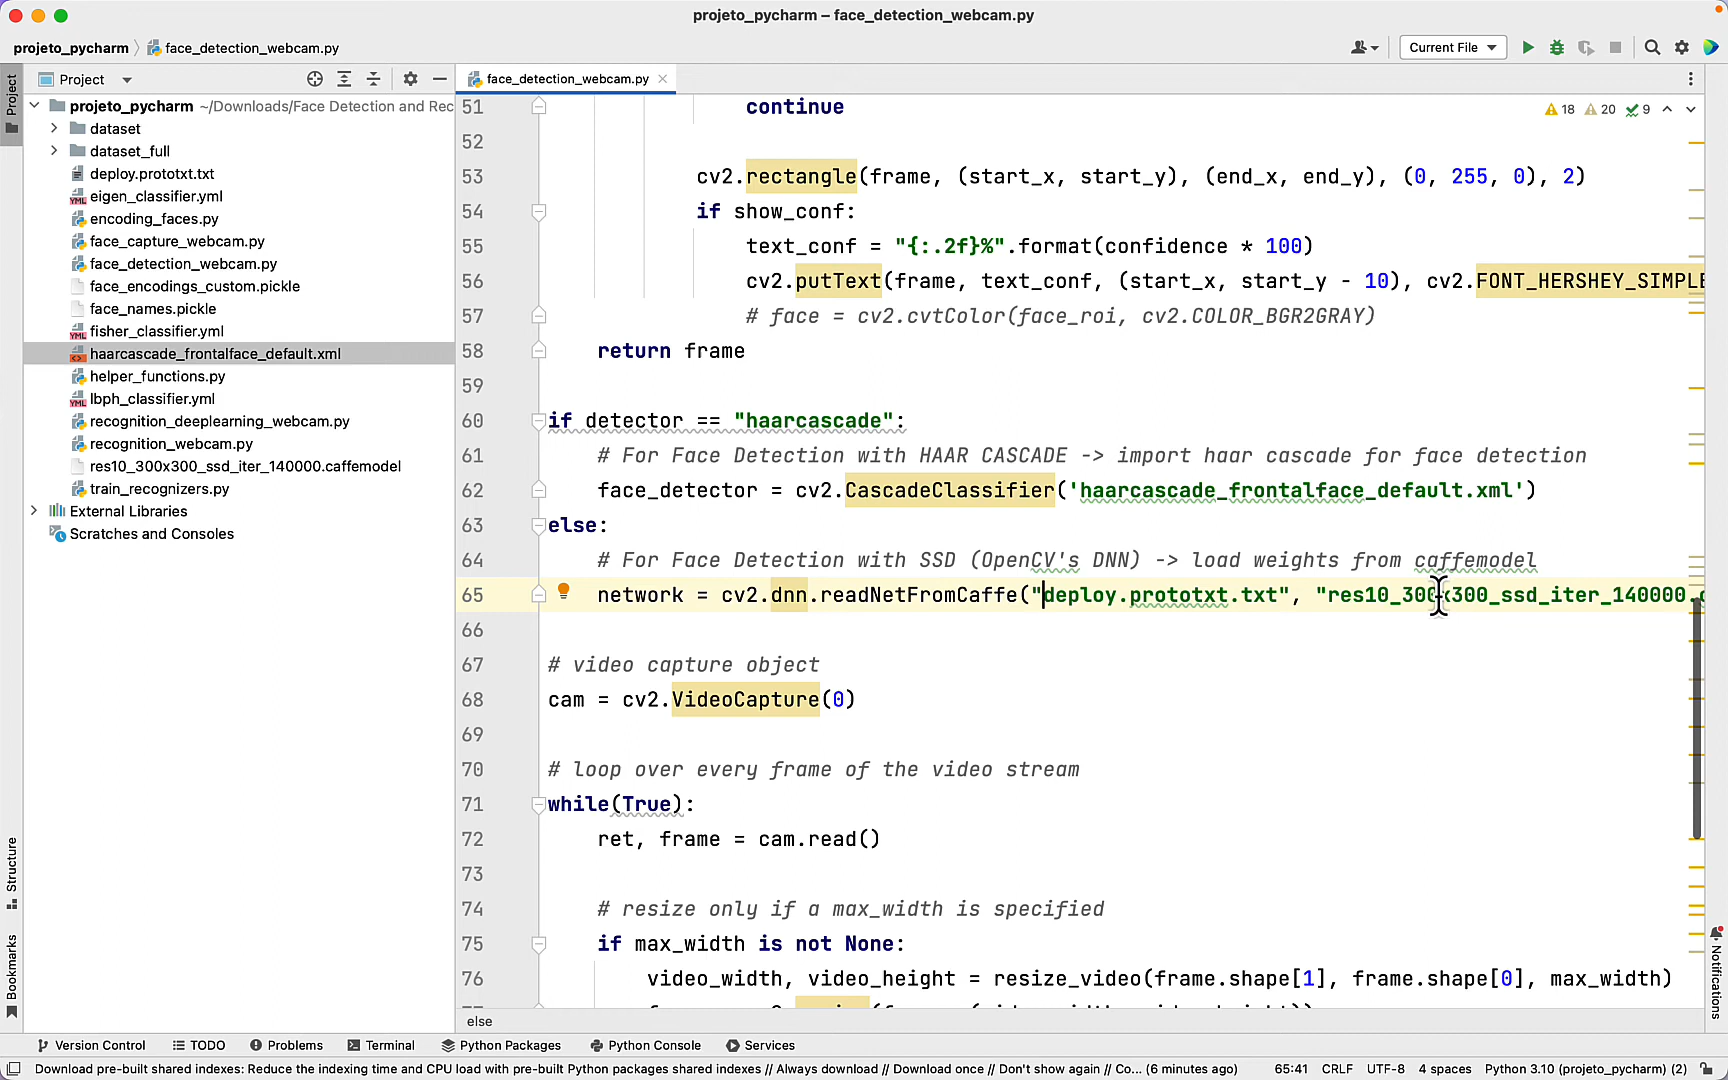 projeto_pycharm – face_detection_webcam.py
projeto_pycharm
face_detection_webcam.py
Current File
Project
Project
projeto_pycharm ~/Downloads/Face Detection and Rec
dataset
dataset_full
deploy.prototxt.txt
eigen_classifier.yml
encoding_faces.py
face_capture_webcam.py
face_detection_webcam.py
face_encodings_custom.pickle
face_names.pickle
fisher_classifier.yml
haarcascade_frontalface_default.xml
helper_functions.py
lbph_classifier.yml
recognition_deeplearning_webcam.py
recognition_webcam.py
res10_300x300_ssd_iter_140000.caffemodel
train_recognizers.py
External Libraries
Scratches and Consoles
Structure
Bookmarks
face_detection_webcam.py
18 20 9
51 continue
52
53 cv2.rectangle(frame, (start_x, start_y), (end_x, end_y), (0, 255, 0), 2)
54 if show_conf:
55 text_conf = "{:.2f}%".format(confidence * 100)
56 cv2.putText(frame, text_conf, (start_x, start_y - 10), cv2.FONT_HERSHEY_SIMPLE
57 # face = cv2.cvtColor(face_roi, cv2.COLOR_BGR2GRAY)
58 return frame
59
60 if detector == "haarcascade":
61 # For Face Detection with HAAR CASCADE -> import haar cascade for face detection
62 face_detector = cv2.CascadeClassifier('haarcascade_frontalface_default.xml')
63 else:
64 # For Face Detection with SSD (OpenCV's DNN) -> load weights from caffemodel
65 network = cv2.dnn.readNetFromCaffe("deploy.prototxt.txt", "res10_300x300_ssd_iter_140000.
66
67 # video capture object
68 cam = cv2.VideoCapture(0)
69
70 # loop over every frame of the video stream
71 while(True):
72 ret, frame = cam.read()
73
74 # resize only if a max_width is specified
75 if max_width is not None:
76 video_width, video_height = resize_video(frame.shape[1], frame.shape[0], max_width)
else
Notifications
Version Control TODO Problems Terminal Python Packages Python Console Services
Download pre-built shared indexes: Reduce the indexing time and CPU load with pre-built Python packages shared indexes // Always download // Download once // Don't show again // Co... (6 minutes ago) 65:41 CRLF UTF-8 4 spaces Python 3.10 (projeto_pycharm) (2)